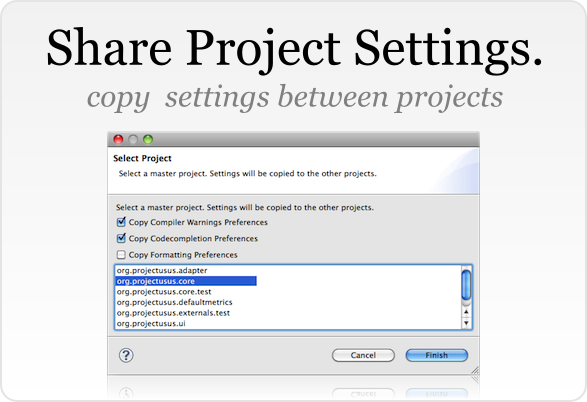 Share Project Settings.
copy settings between projects
Select Project
Select a master project. Settings will be copied to the other projects.
Select a master project. Settings will be copied to the other projects.
Copy Compiler Warnings Preferences
Copy Codecompletion Preferences
Copy Formatting Preferences
org.projectusus.adapter
org.projectusus.core
org.projectusus.core.test
org.projectusus.defaultmetrics
org.projectusus.externals.test
org.projectusus.ui
? Cancel Finish